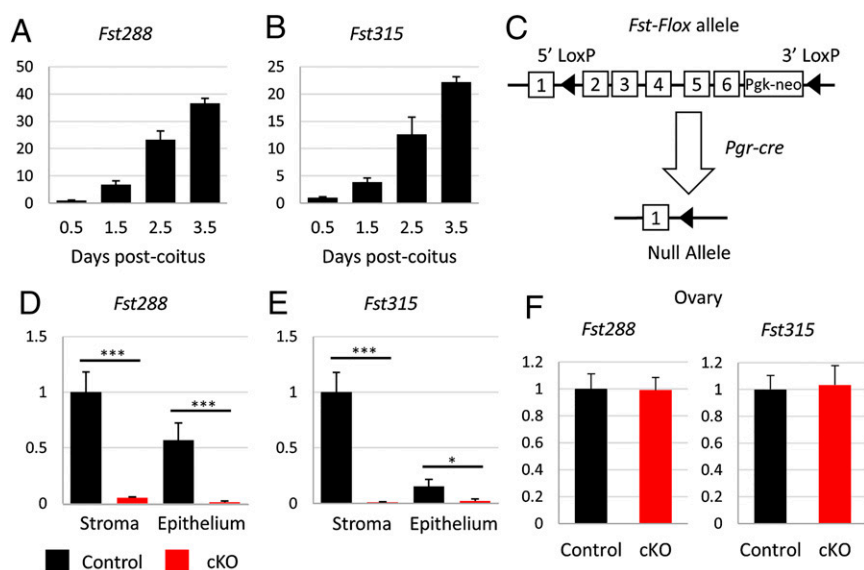 A
Fst288
50
40
30
20
10
0
0.5 1.5 2.5 3.5
Days post-coitus
B
Fst315
25
20
15
10
5
0
0.5 1.5 2.5 3.5
Days post-coitus
C
Fst-Flox allele
5’ LoxP 3’ LoxP
1 2 3 4 5 6 Pgk-neo
Pgr-cre
1
Null Allele
D
Fst288
1.5
1
0.5
0
***
***
Stroma Epithelium
E
Fst315
1.5
1
0.5
0
***
*
Stroma Epithelium
Control cKO
F
Ovary
Fst288
1.2
1
0.8
0.6
0.4
0.2
0
Control cKO
Fst315
1.2
1
0.8
0.6
0.4
0.2
0
Control cKO